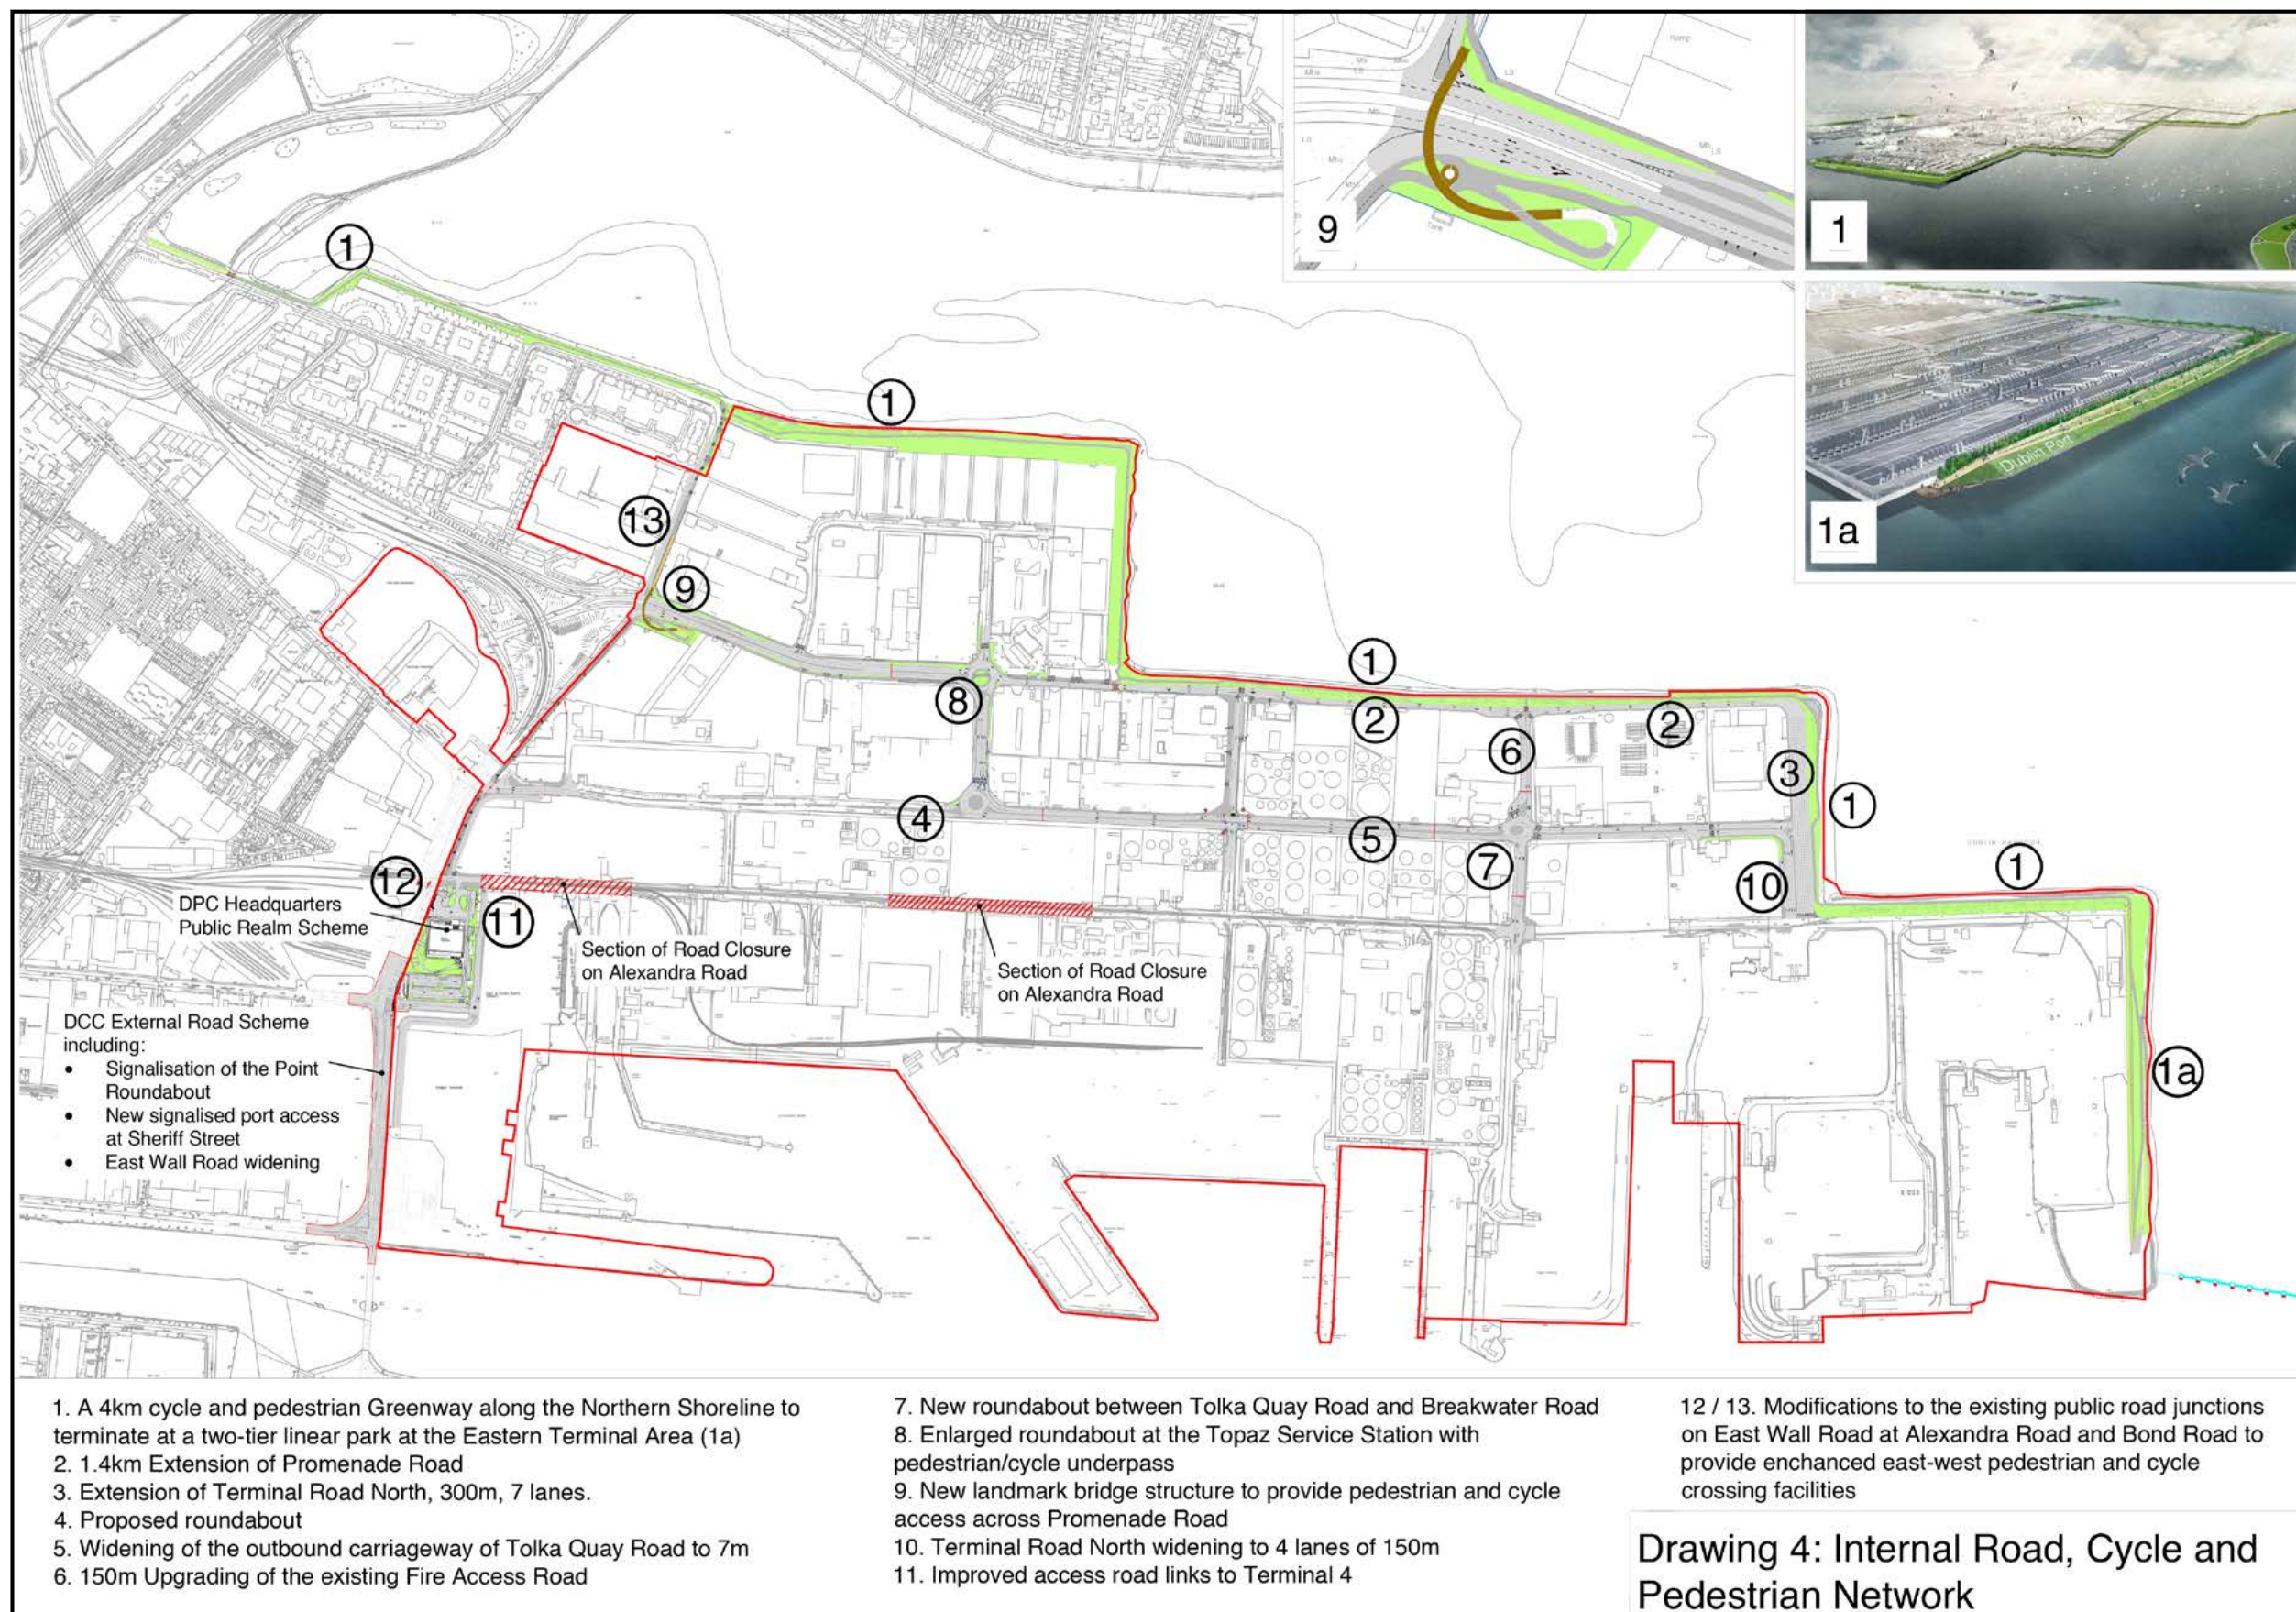 9
1
1a
Dublin Port
1
1
13
9
1
8
2
2
6
3
1
4
5
12
7
10
1
11
1a
DPC Headquarters
Public Realm Scheme
Section of Road Closure
on Alexandra Road
Section of Road Closure
on Alexandra Road
DCC External Road Scheme
including:
• Signalisation of the Point
Roundabout
• New signalised port access
at Sheriff Street
• East Wall Road widening
1. A 4km cycle and pedestrian Greenway along the Northern Shoreline to
terminate at a two-tier linear park at the Eastern Terminal Area (1a)
2. 1.4km Extension of Promenade Road
3. Extension of Terminal Road North, 300m, 7 lanes.
4. Proposed roundabout
5. Widening of the outbound carriageway of Tolka Quay Road to 7m
6. 150m Upgrading of the existing Fire Access Road
7. New roundabout between Tolka Quay Road and Breakwater Road
8. Enlarged roundabout at the Topaz Service Station with
pedestrian/cycle underpass
9. New landmark bridge structure to provide pedestrian and cycle
access across Promenade Road
10. Terminal Road North widening to 4 lanes of 150m
11. Improved access road links to Terminal 4
12 / 13. Modifications to the existing public road junctions
on East Wall Road at Alexandra Road and Bond Road to
provide enchanced east-west pedestrian and cycle
crossing facilities
Drawing 4: Internal Road, Cycle and
Pedestrian Network